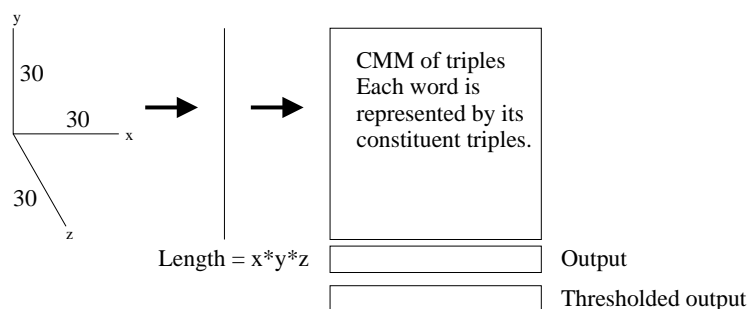 y
30
30
x
30
z
CMM of triples
Each word is
represented by its
constituent triples.
Length = x*y*z
Output
Thresholded output